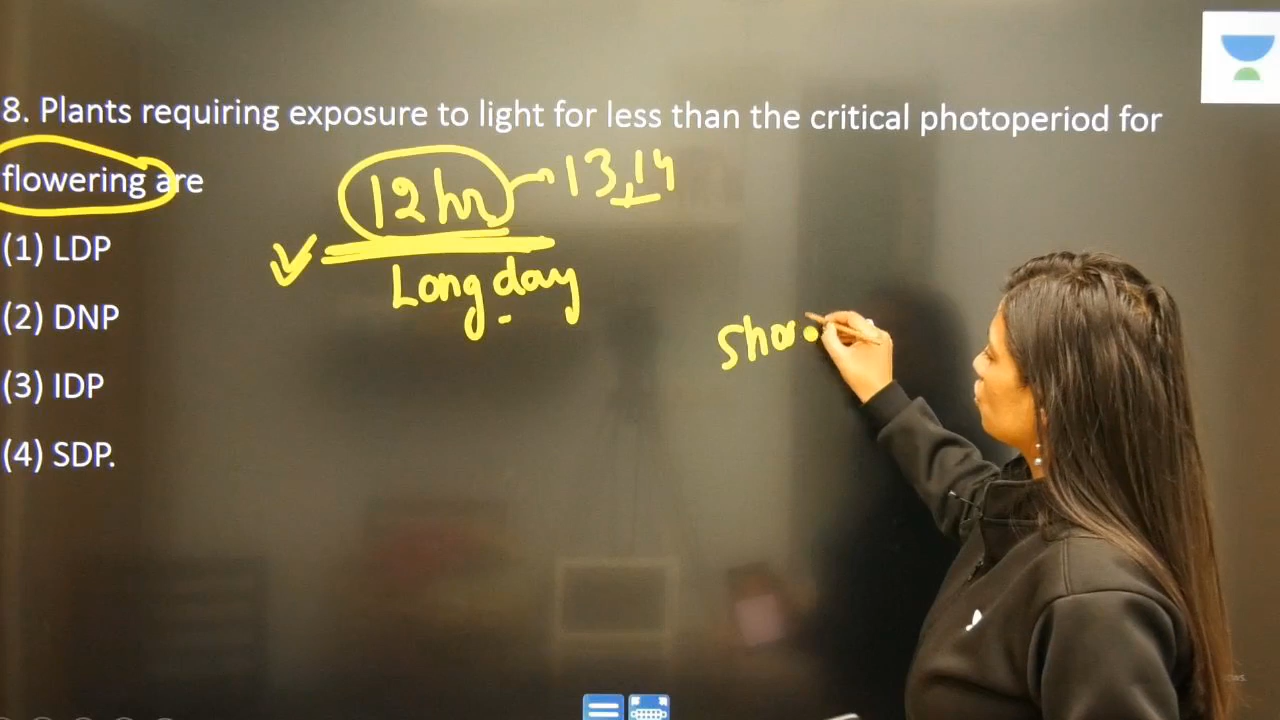 8. Plants requiring exposure to light for less than the critical photoperiod for
flowering are
12 hr 13, 14
Long day
(1) LDP
(2) DNP
Shor
(3) IDP
(4) SDP.